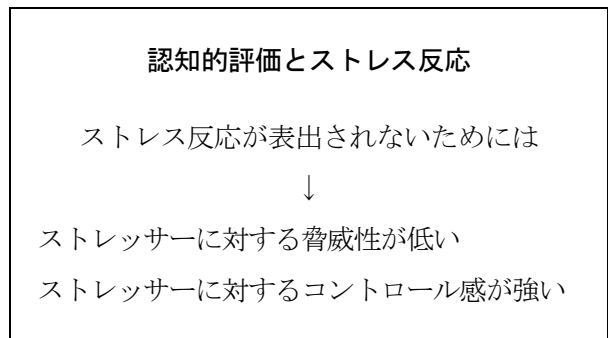 認知的評価とストレス反応
ストレス反応が表出されないためには
↓
ストレッサーに対する脅威性が低い
ストレッサーに対するコントロール感が強い